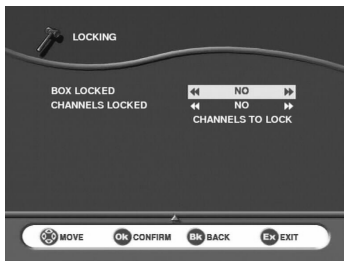 LOCKING
BOX LOCKED NO
CHANNELS LOCKED NO
CHANNELS TO LOCK
MOVE Ok CONFIRM Bk BACK Ex EXIT